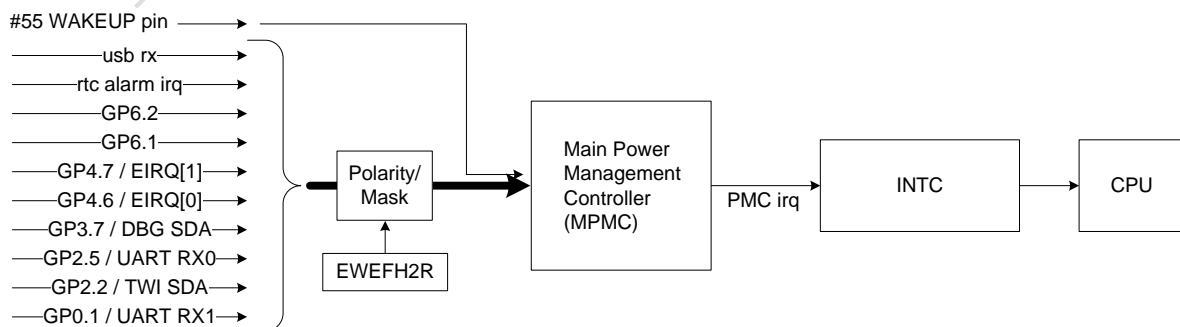 #55 WAKEUP pin
usb rx
rtc alarm irq
GP6.2
GP6.1
GP4.7 / EIRQ[1]
GP4.6 / EIRQ[0]
GP3.7 / DBG SDA
GP2.5 / UART RX0
GP2.2 / TWI SDA
GP0.1 / UART RX1
Polarity/
Mask
EWEFH2R
Main Power
Management
Controller
(MPMC)
PMC irq
INTC
CPU